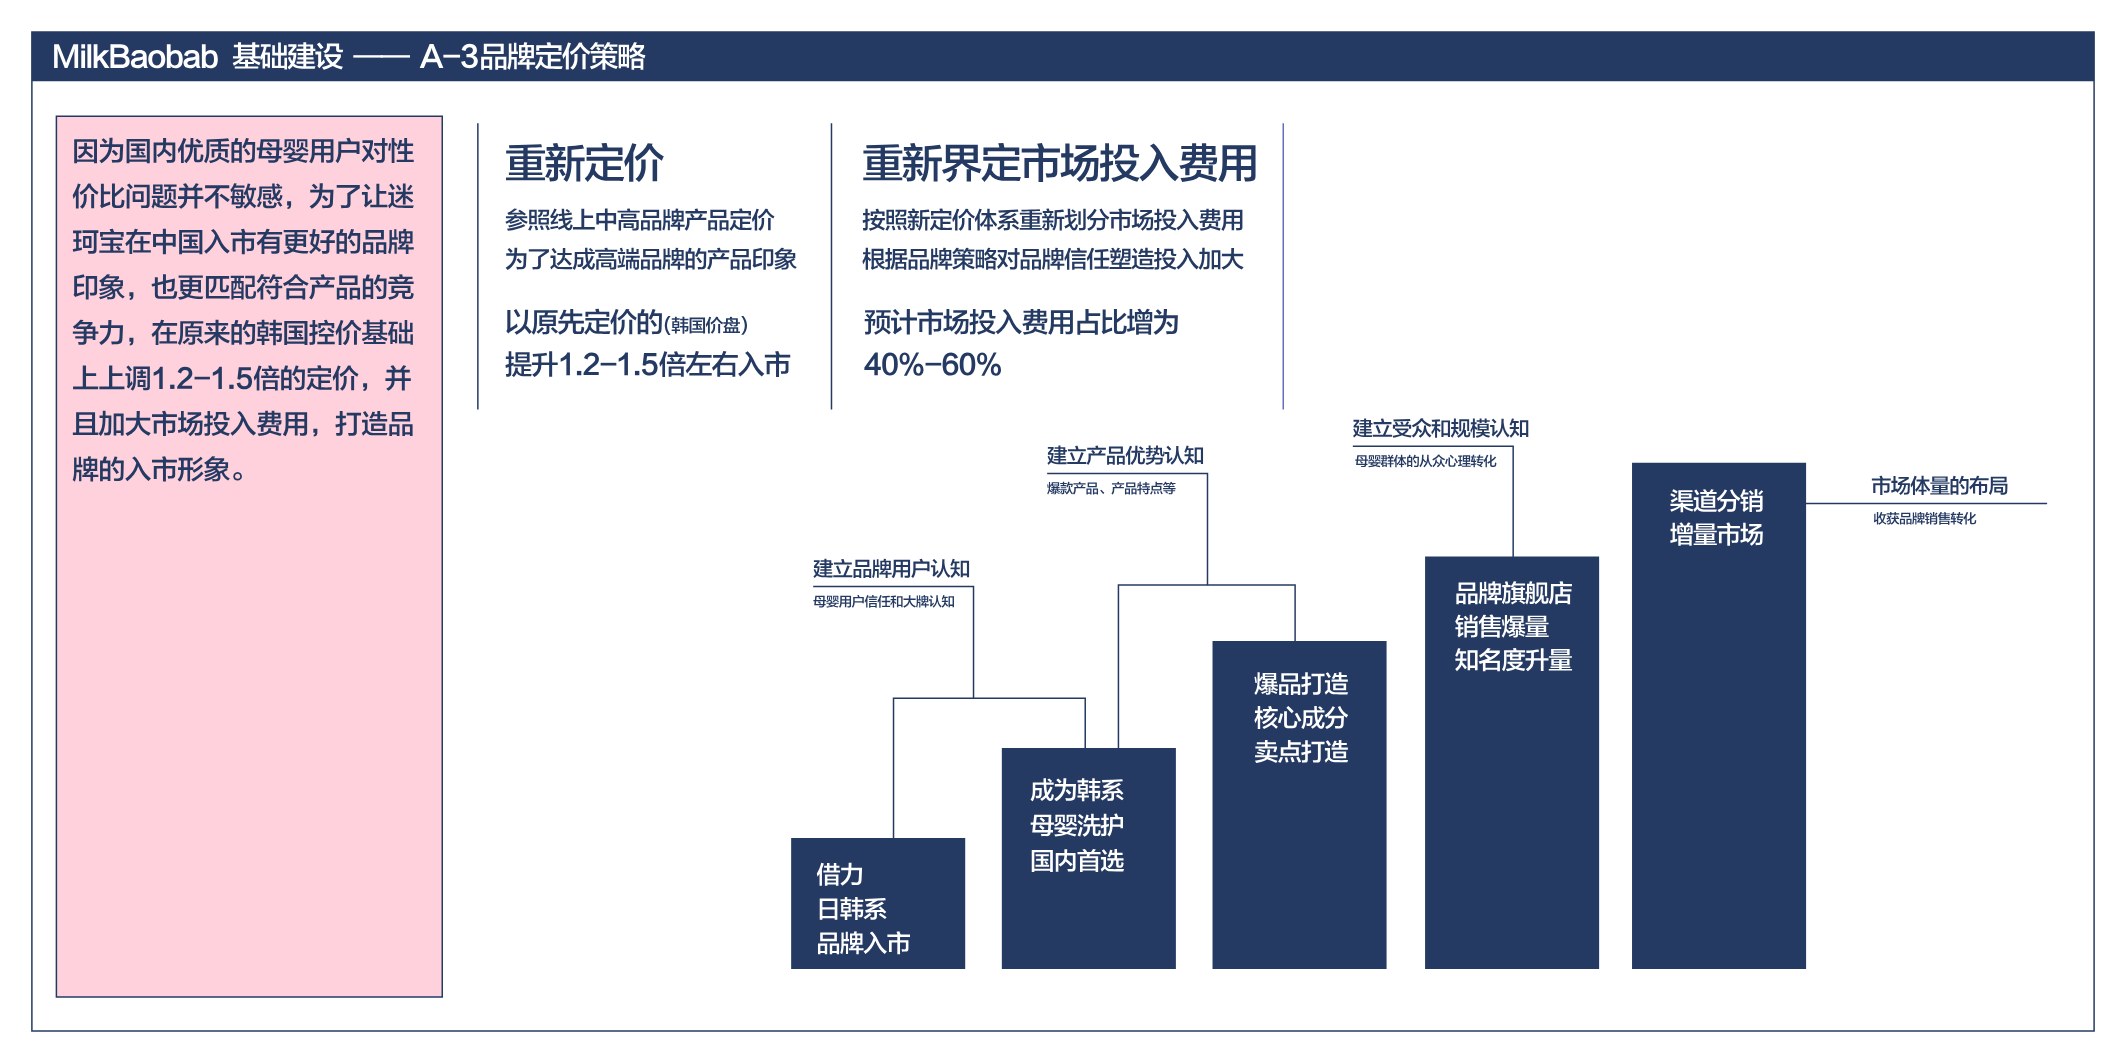 MilkBaobab 基础建设 —— A-3品牌定价策略
因为国内优质的母婴用户对性
价比问题并不敏感，为了让迷
珂宝在中国入市有更好的品牌
印象，也更匹配符合产品的竞
争力，在原来的韩国控价基础
上上调1.2-1.5倍的定价，并
且加大市场投入费用，打造品
牌的入市形象。
重新定价
参照线上中高品牌产品定价
为了达成高端品牌的产品印象
以原先定价的(韩国价盘)
提升1.2-1.5倍左右入市
重新界定市场投入费用
按照新定价体系重新划分市场投入费用
根据品牌策略对品牌信任塑造投入加大
预计市场投入费用占比增为
40%-60%
建立品牌用户认知
母婴用户信任和大牌认知
建立产品优势认知
爆款产品、产品特点等
建立受众和规模认知
母婴群体的从众心理转化
市场体量的布局
收获品牌销售转化
借力
日韩系
品牌入市
成为韩系
母婴洗护
国内首选
爆品打造
核心成分
卖点打造
品牌旗舰店
销售爆量
知名度升量
渠道分销
增量市场